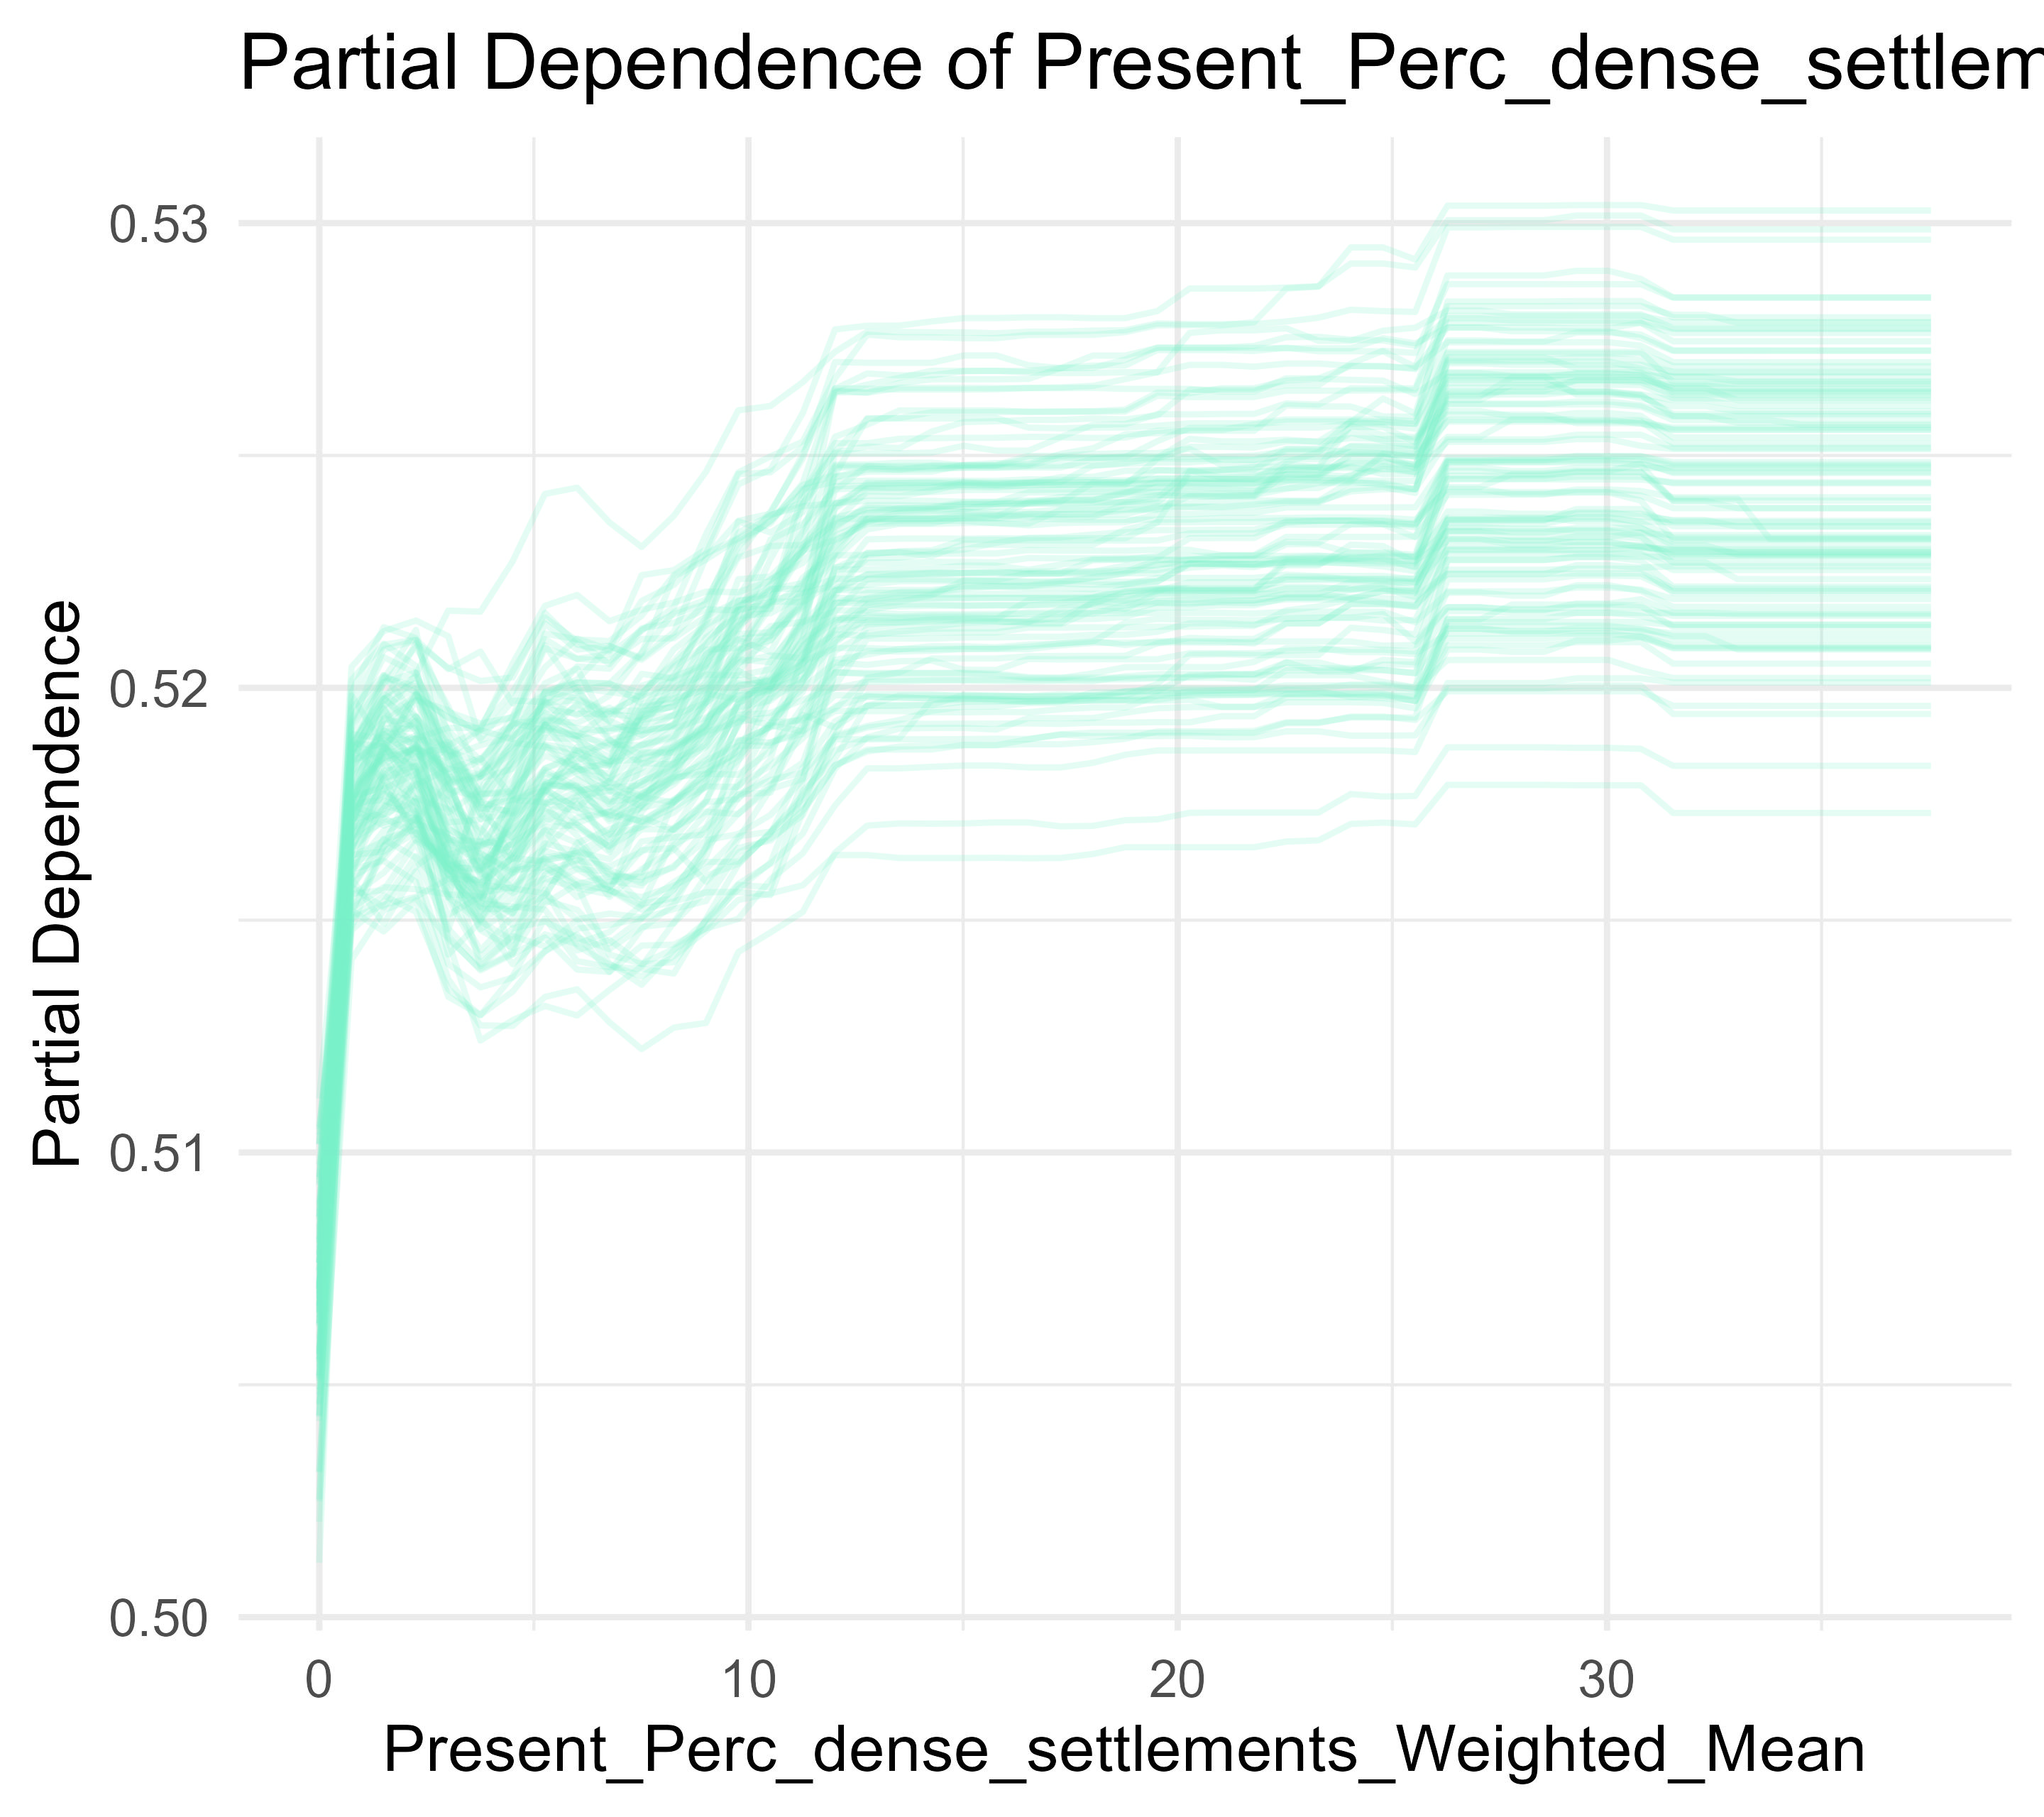 Partial Dependence of Present_Perc_dense_settlem
0.53
0.52
0.51
0.50
Partial Dependence
0 10 20 30
Present_Perc_dense_settlements_Weighted_Mean